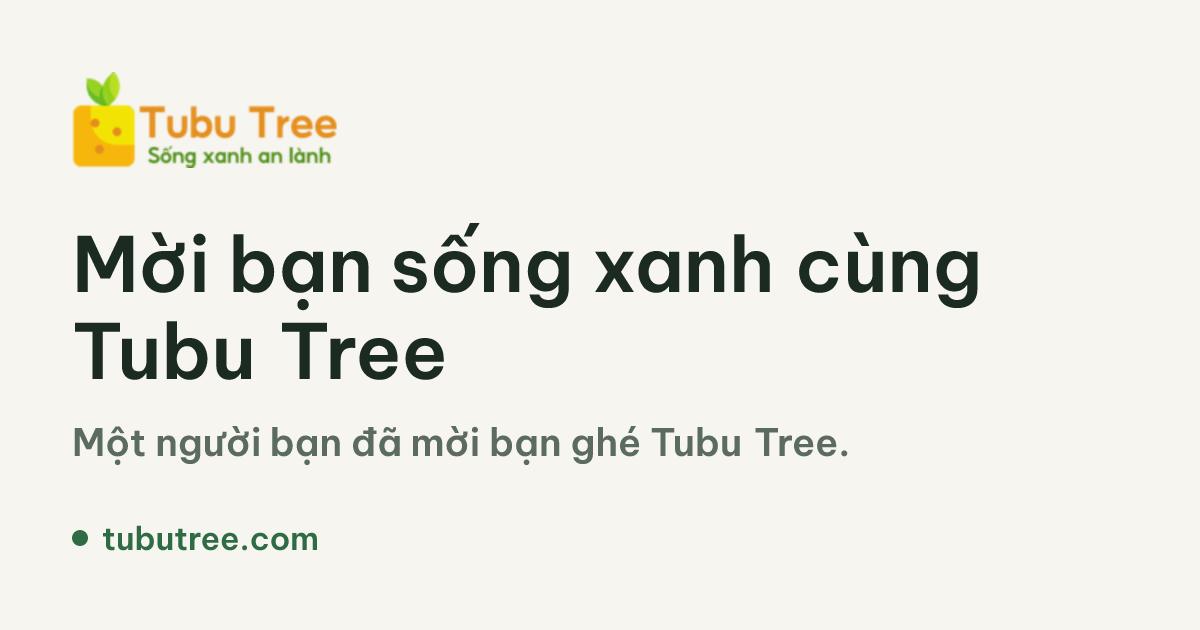 Tubu Tree
Sống xanh an lành
Mời bạn sống xanh cùng
Tubu Tree
Một người bạn đã mời bạn ghé Tubu Tree.
tubutree.com